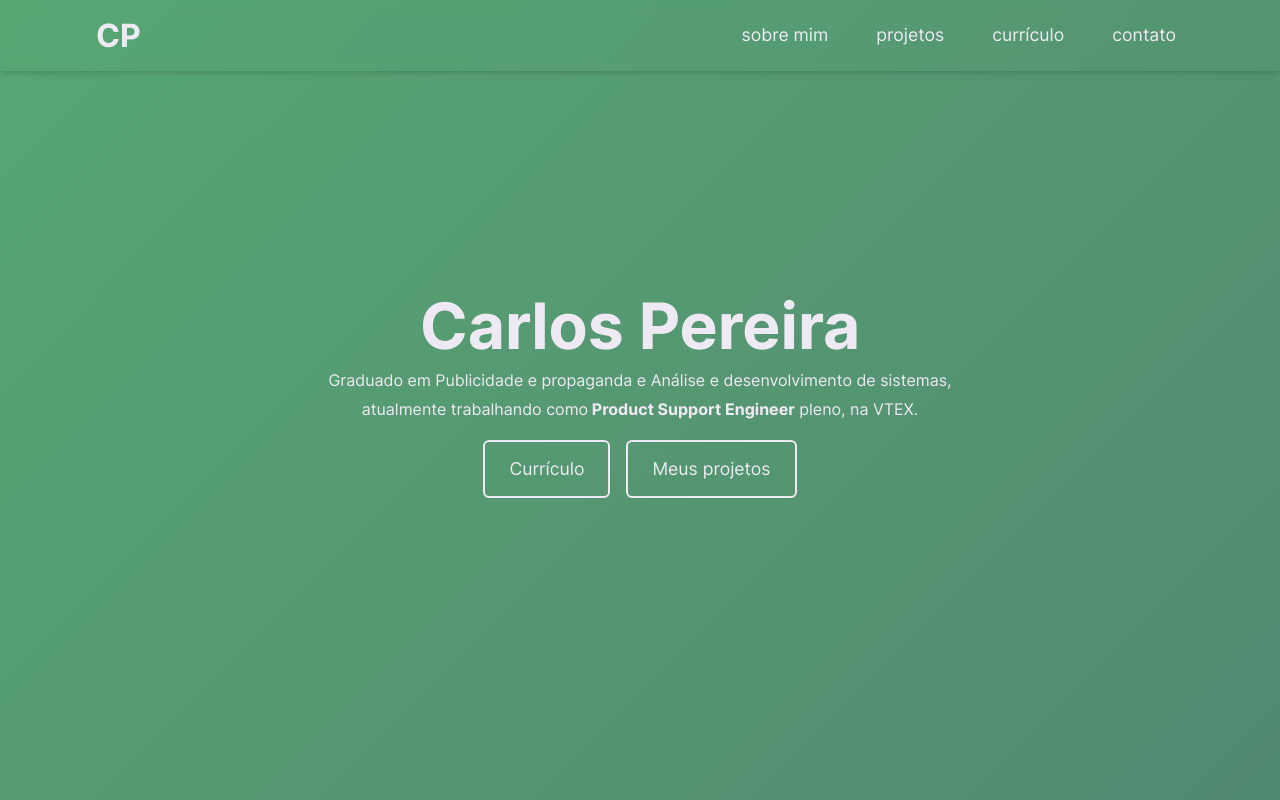 CP
sobre mim
projetos
currículo
contato
Carlos Pereira
Graduado em Publicidade e propaganda e Análise e desenvolvimento de sistemas,
atualmente trabalhando como Product Support Engineer pleno, na VTEX.
Currículo
Meus projetos